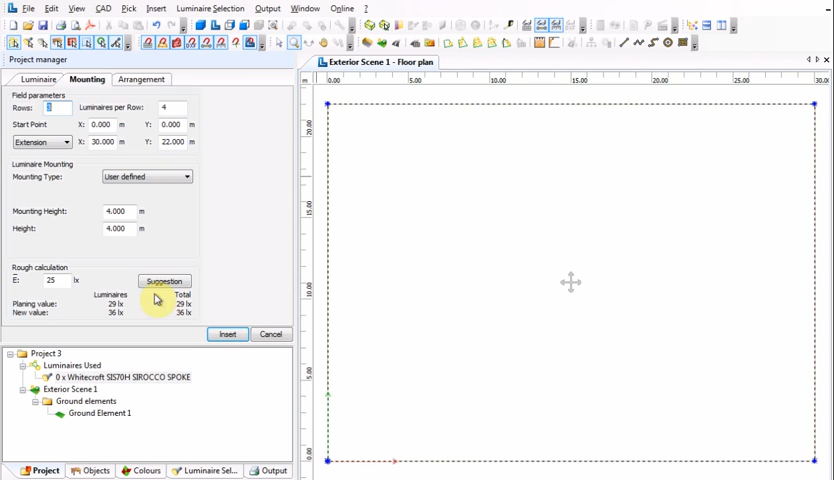 File Edit View CAD Pick Insert Luminaire Selection Output Window Online ?
Project manager
Exterior Scene 1 - Floor plan
Luminaire Mounting Arrangement
m 0.00 5.00 10.00 15.00 20.00 25.00 30.00
Field parameters
Rows: 3 Luminaires per Row: 4
Start Point X: 0.000 m Y: 0.000 m
Extension X: 30.000 m Y: 22.000 m
Luminaire Mounting
Mounting Type: User defined
Mounting Height: 4.000 m
Height: 4.000 m
Rough calculation
E: 25 lx Suggestion
Luminaires Total
Planing value: 29 lx 29 lx
New value: 36 lx 36 lx
Insert Cancel
20.00
15.00
10.00
5.00
0.00
Project 3
Luminaires Used
0 x Whitecroft SIS70H SIROCCO SPOKE
Exterior Scene 1
Ground elements
Ground Element 1
Project Objects Colours Luminaire Sel... Output